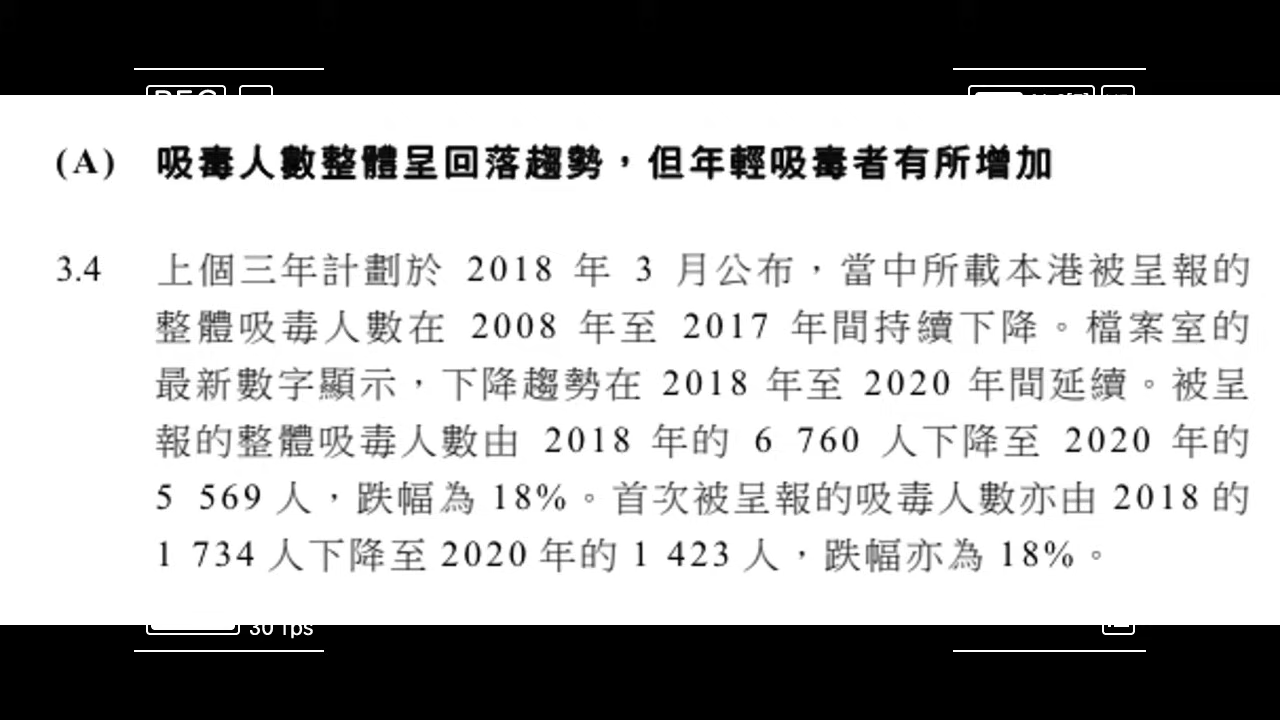 (A) 吸毒人數整體呈回落趨勢，但年輕吸毒者有所增加
3.4 上個三年計劃於 2018 年 3 月公布，當中所載本港被呈報的
整體吸毒人數在 2008 年至 2017 年間持續下降。檔案室的
最新數字顯示，下降趨勢在 2018 年至 2020 年間延續。被呈
報的整體吸毒人數由 2018 年的 6 760 人下降至 2020 年的
5 569 人，跌幅為 18%。首次被呈報的吸毒人數亦由 2018 的
1 734 人下降至 2020 年的 1 423 人，跌幅亦為 18%。
30 fps